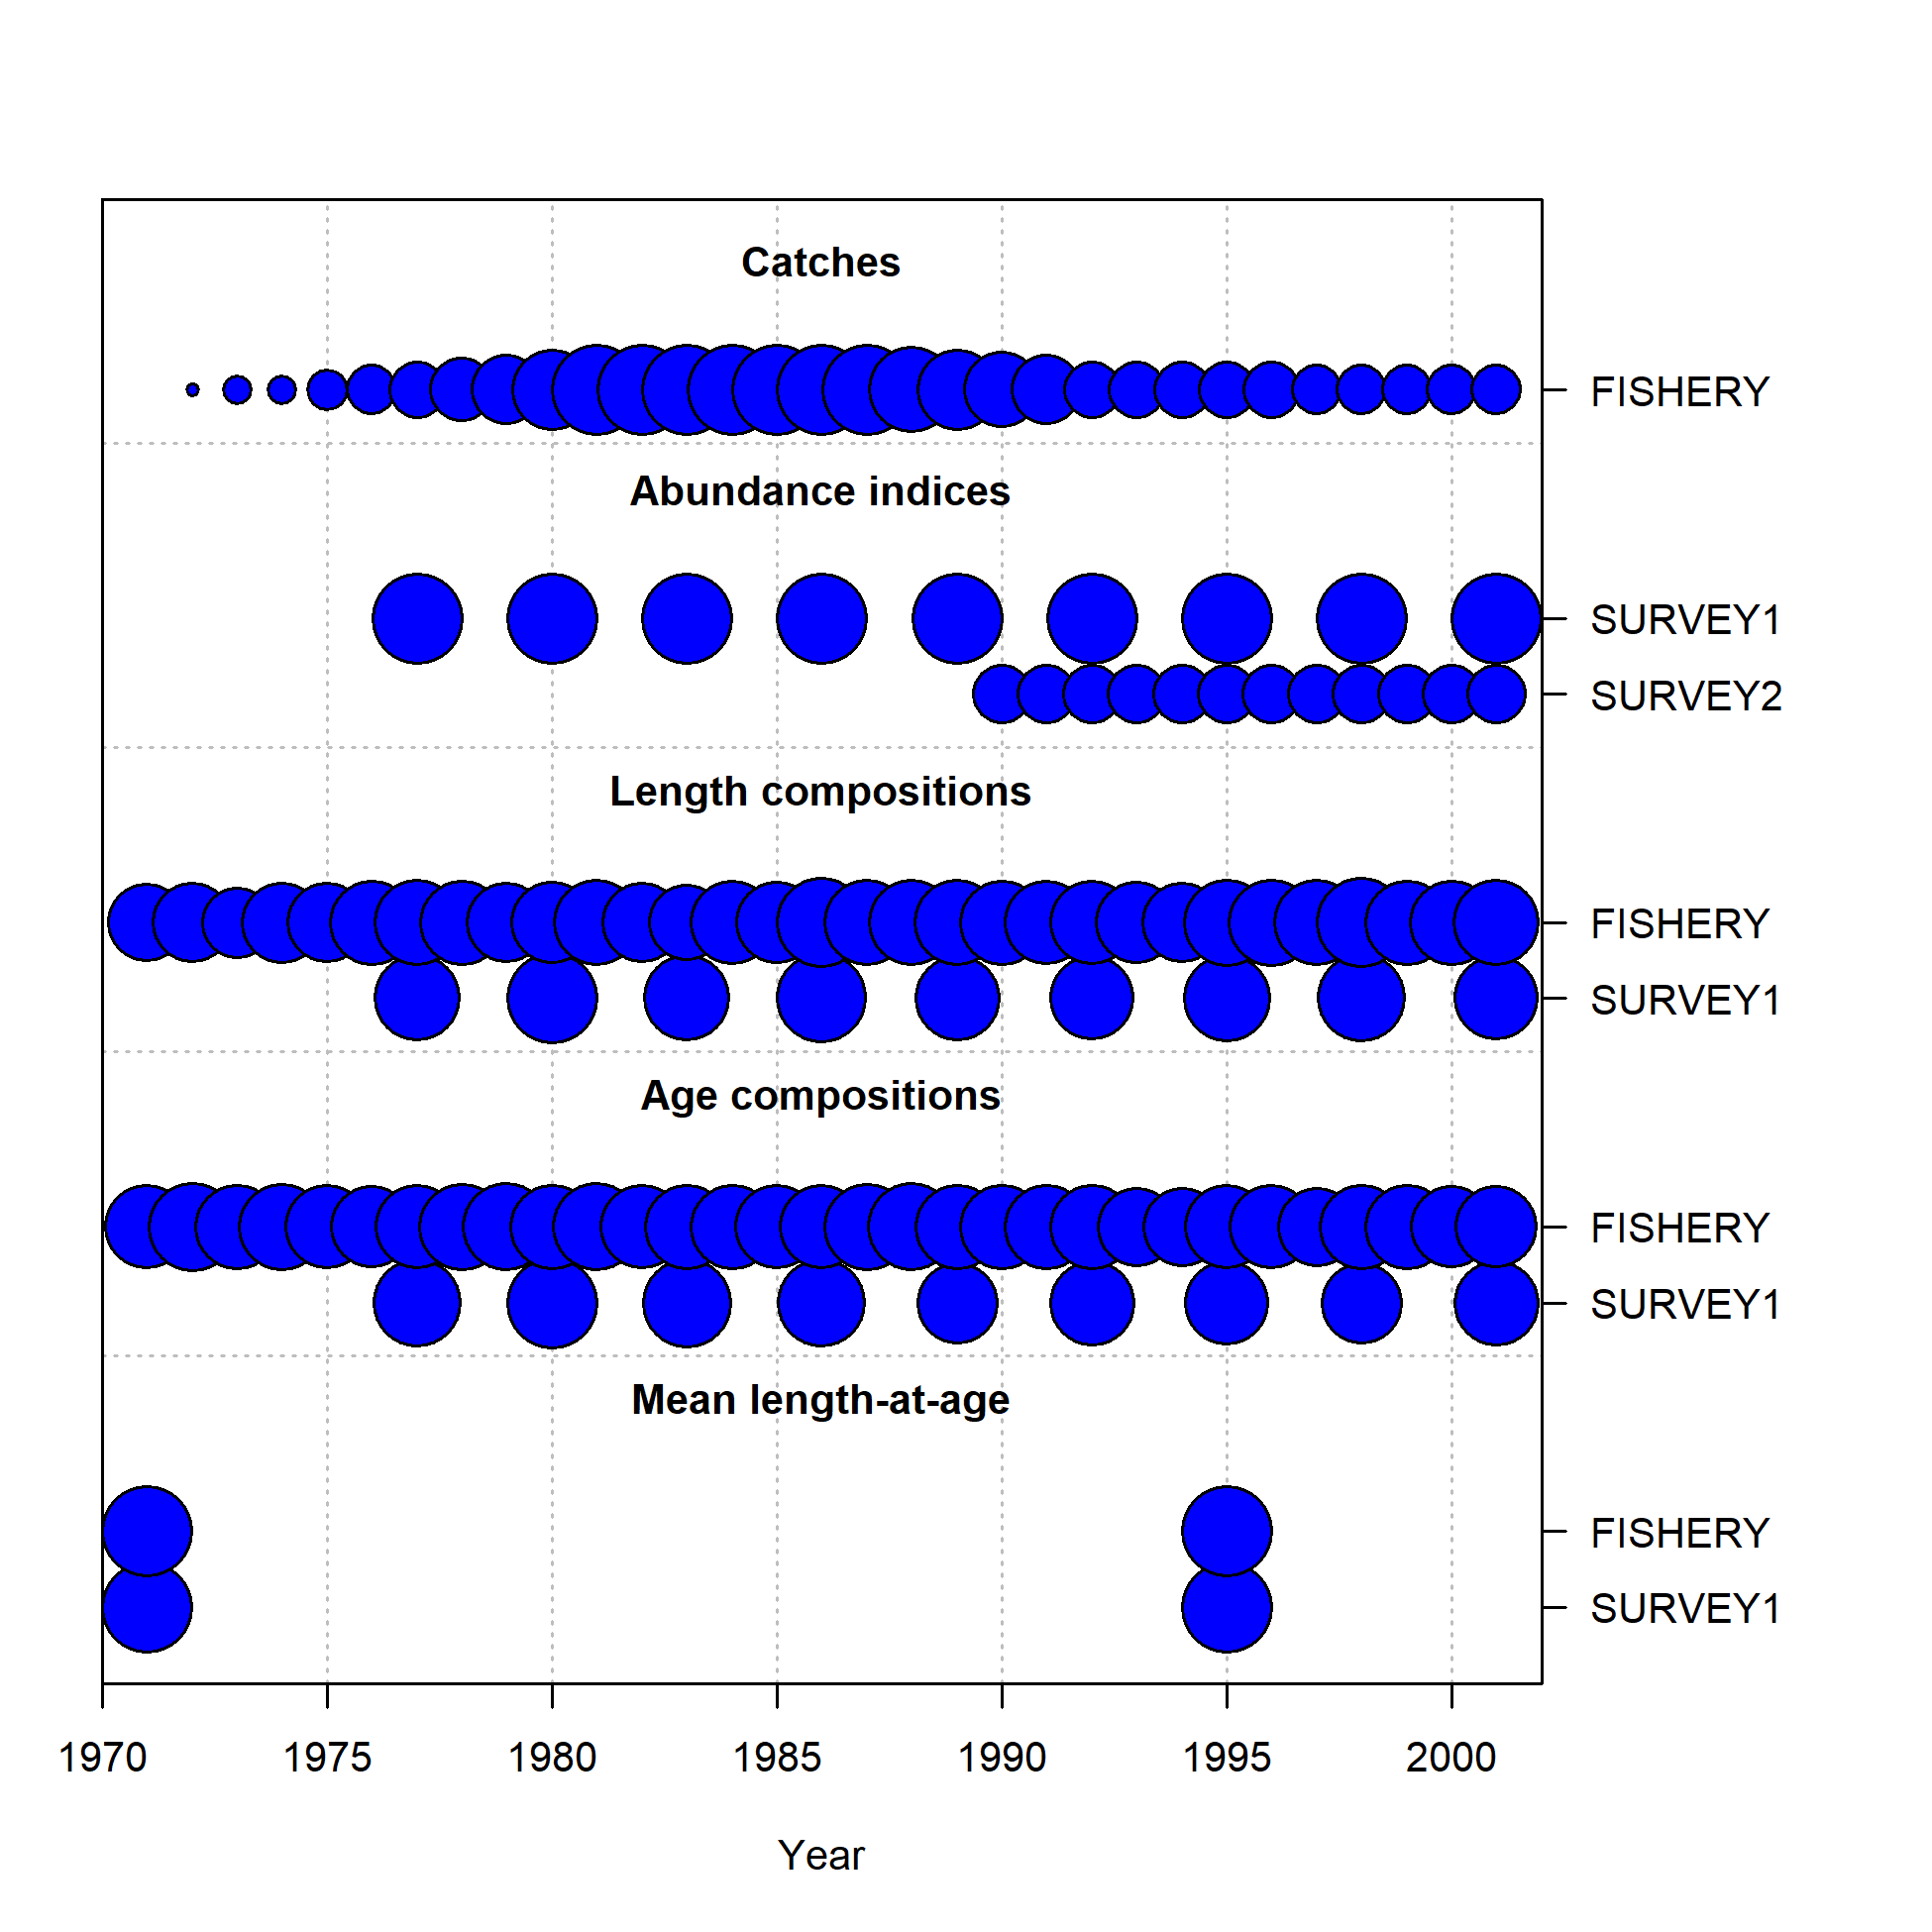 Catches
FISHERY
Abundance indices
SURVEY1
SURVEY2
Length compositions
FISHERY
SURVEY1
Age compositions
FISHERY
SURVEY1
Mean length-at-age
FISHERY
SURVEY1
1970 1975 1980 1985 1990 1995 2000
Year